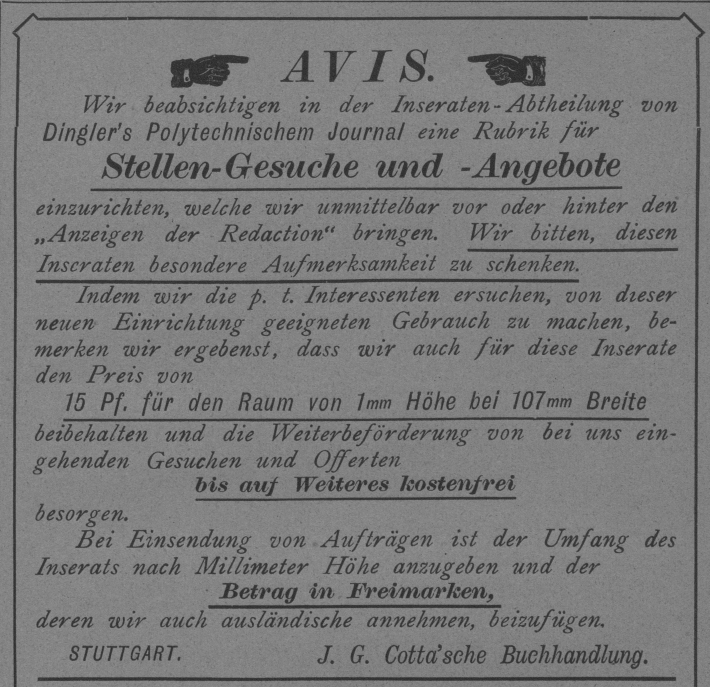 AVIS.
Wir beabsichtigen in der Inseraten-Abtheilung von
Dingler's Polytechnischem Journal eine Rubrik für
Stellen-Gesuche und -Angebote
einzurichten, welche wir unmittelbar vor oder hinter den
„Anzeigen der Redaction“ bringen. Wir bitten, diesen
Inseraten besondere Aufmerksamkeit zu schenken.
Indem wir die p. t. Interessenten ersuchen, von dieser
neuen Einrichtung geeigneten Gebrauch zu machen, be-
merken wir ergebenst, dass wir auch für diese Inserate
den Preis von
15 Pf. für den Raum von 1mm Höhe bei 107mm Breite
beibehalten und die Weiterbeförderung von bei uns ein-
gehenden Gesuchen und Offerten
bis auf Weiteres kostenfrei
besorgen.
Bei Einsendung von Aufträgen ist der Umfang des
Inserats nach Millimeter Höhe anzugeben und der
Betrag in Freimarken,
deren wir auch ausländische annehmen, beizufügen.
STUTTGART. J. G. Cotta'sche Buchhandlung.